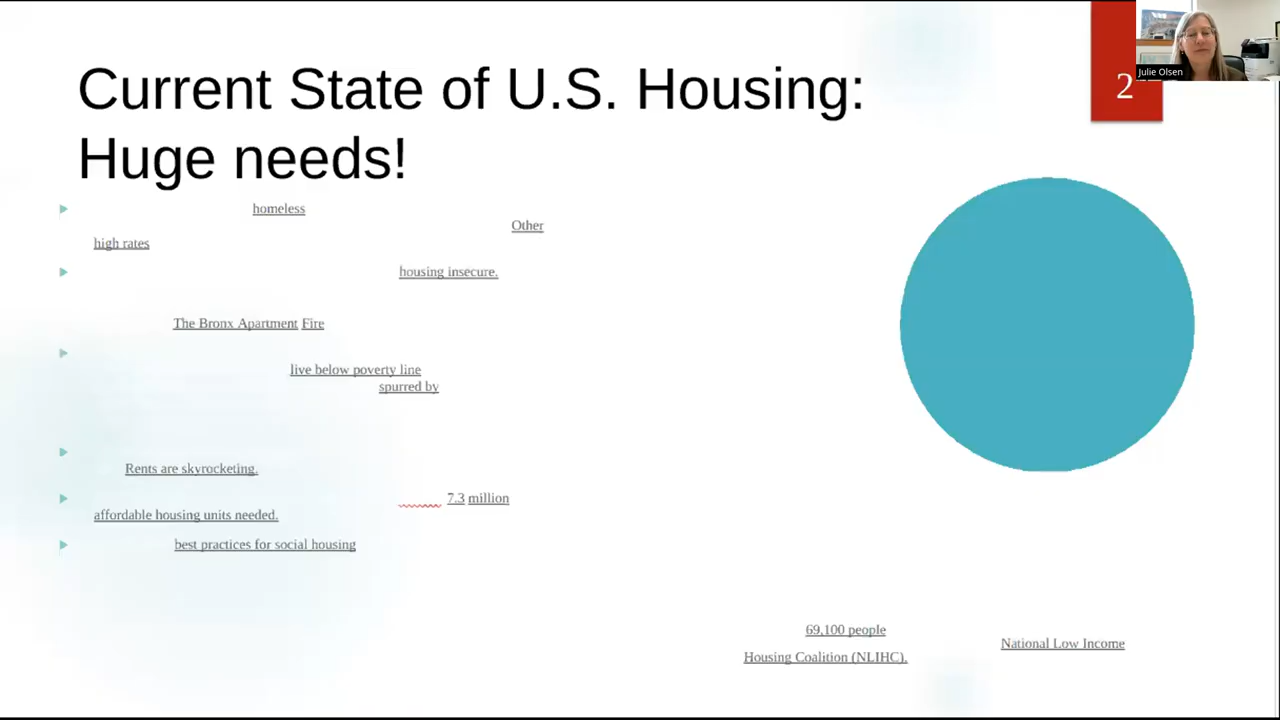 Current State of U.S. Housing:
Huge needs!
2
Julie Olsen
homeless
Other
high rates
housing insecure.
The Bronx Apartment Fire
live below poverty line
spurred by
Rents are skyrocketing.
7.3 million
affordable housing units needed.
best practices for social housing
69,100 people
National Low Income
Housing Coalition (NLIHC).